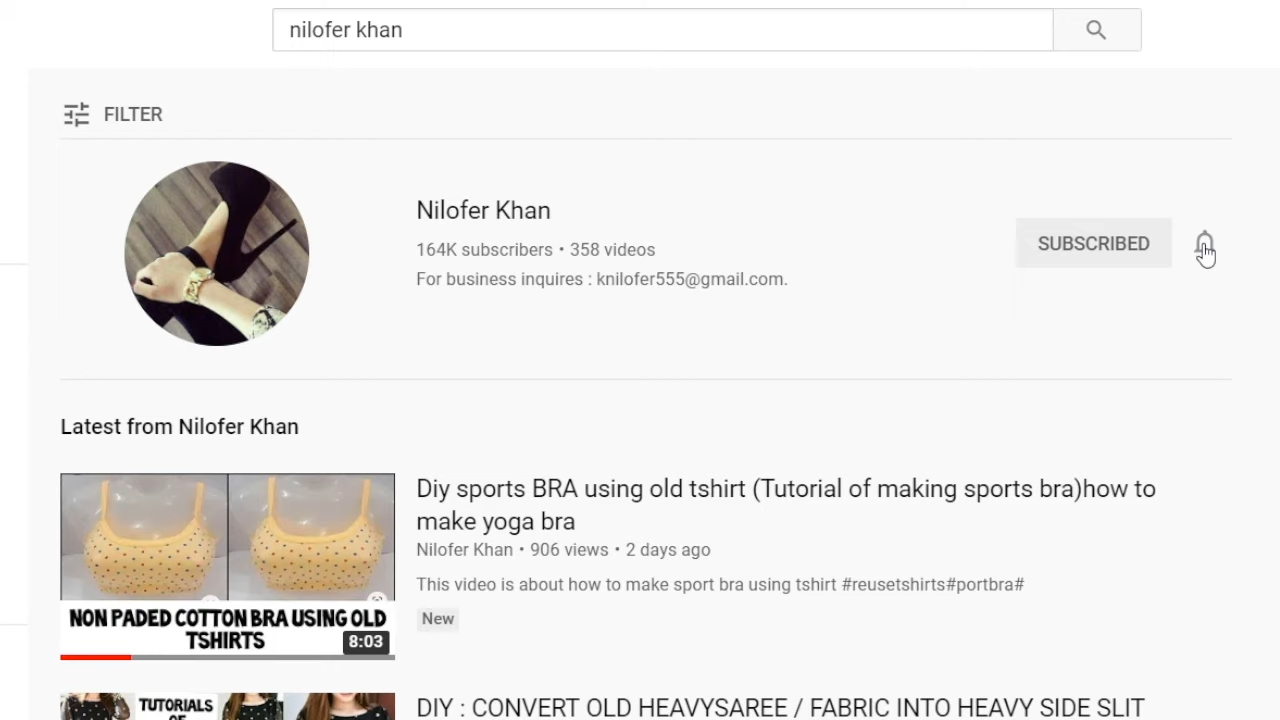 nilofer khan
FILTER
Nilofer Khan
164K subscribers • 358 videos
SUBSCRIBED
For business inquires : knilofer555@gmail.com.
Latest from Nilofer Khan
Diy sports BRA using old tshirt (Tutorial of making sports bra)how to
make yoga bra
Nilofer Khan • 906 views • 2 days ago
This video is about how to make sport bra using tshirt #reusetshirts#portbra#
New
NON PADED COTTON BRA USING OLD
TSHIRTS
8:03
TUTORIALS
OF
DIY : CONVERT OLD HEAVYSAREE / FABRIC INTO HEAVY SIDE SLIT